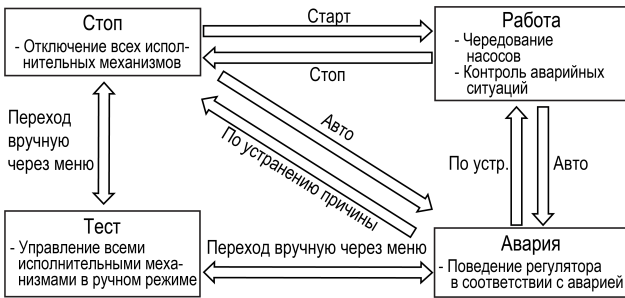 Стоп
- Отключение всех испол-
нительных механизмов
Старт
Стоп
Работа
- Чередование
насосов
- Контроль аварийных
ситуаций
Переход
вручную
через меню
Авто
По устранению причины
По устр.
Авто
Тест
- Управление всеми
исполнительными меха-
низмами в ручном режиме
Переход вручную через меню
Авария
- Поведение регулятора
в соответствии с аварией